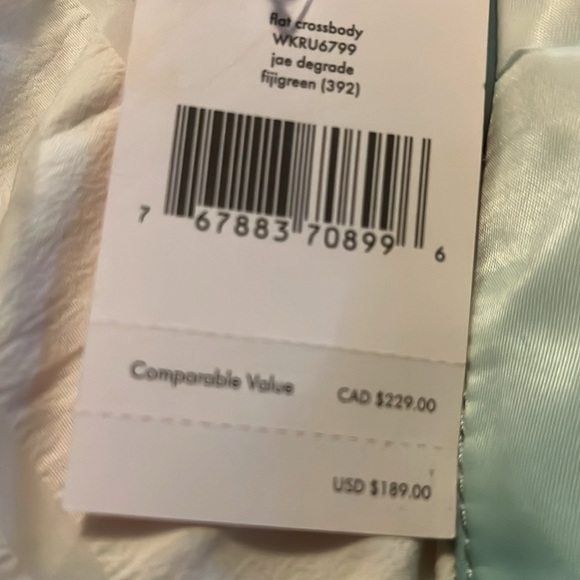 flat crossbody
WKRU6799
jae degrade
fijigreen (392)
7 67883 70899 6
Comparable Value CAD $229.00
USD $189.00